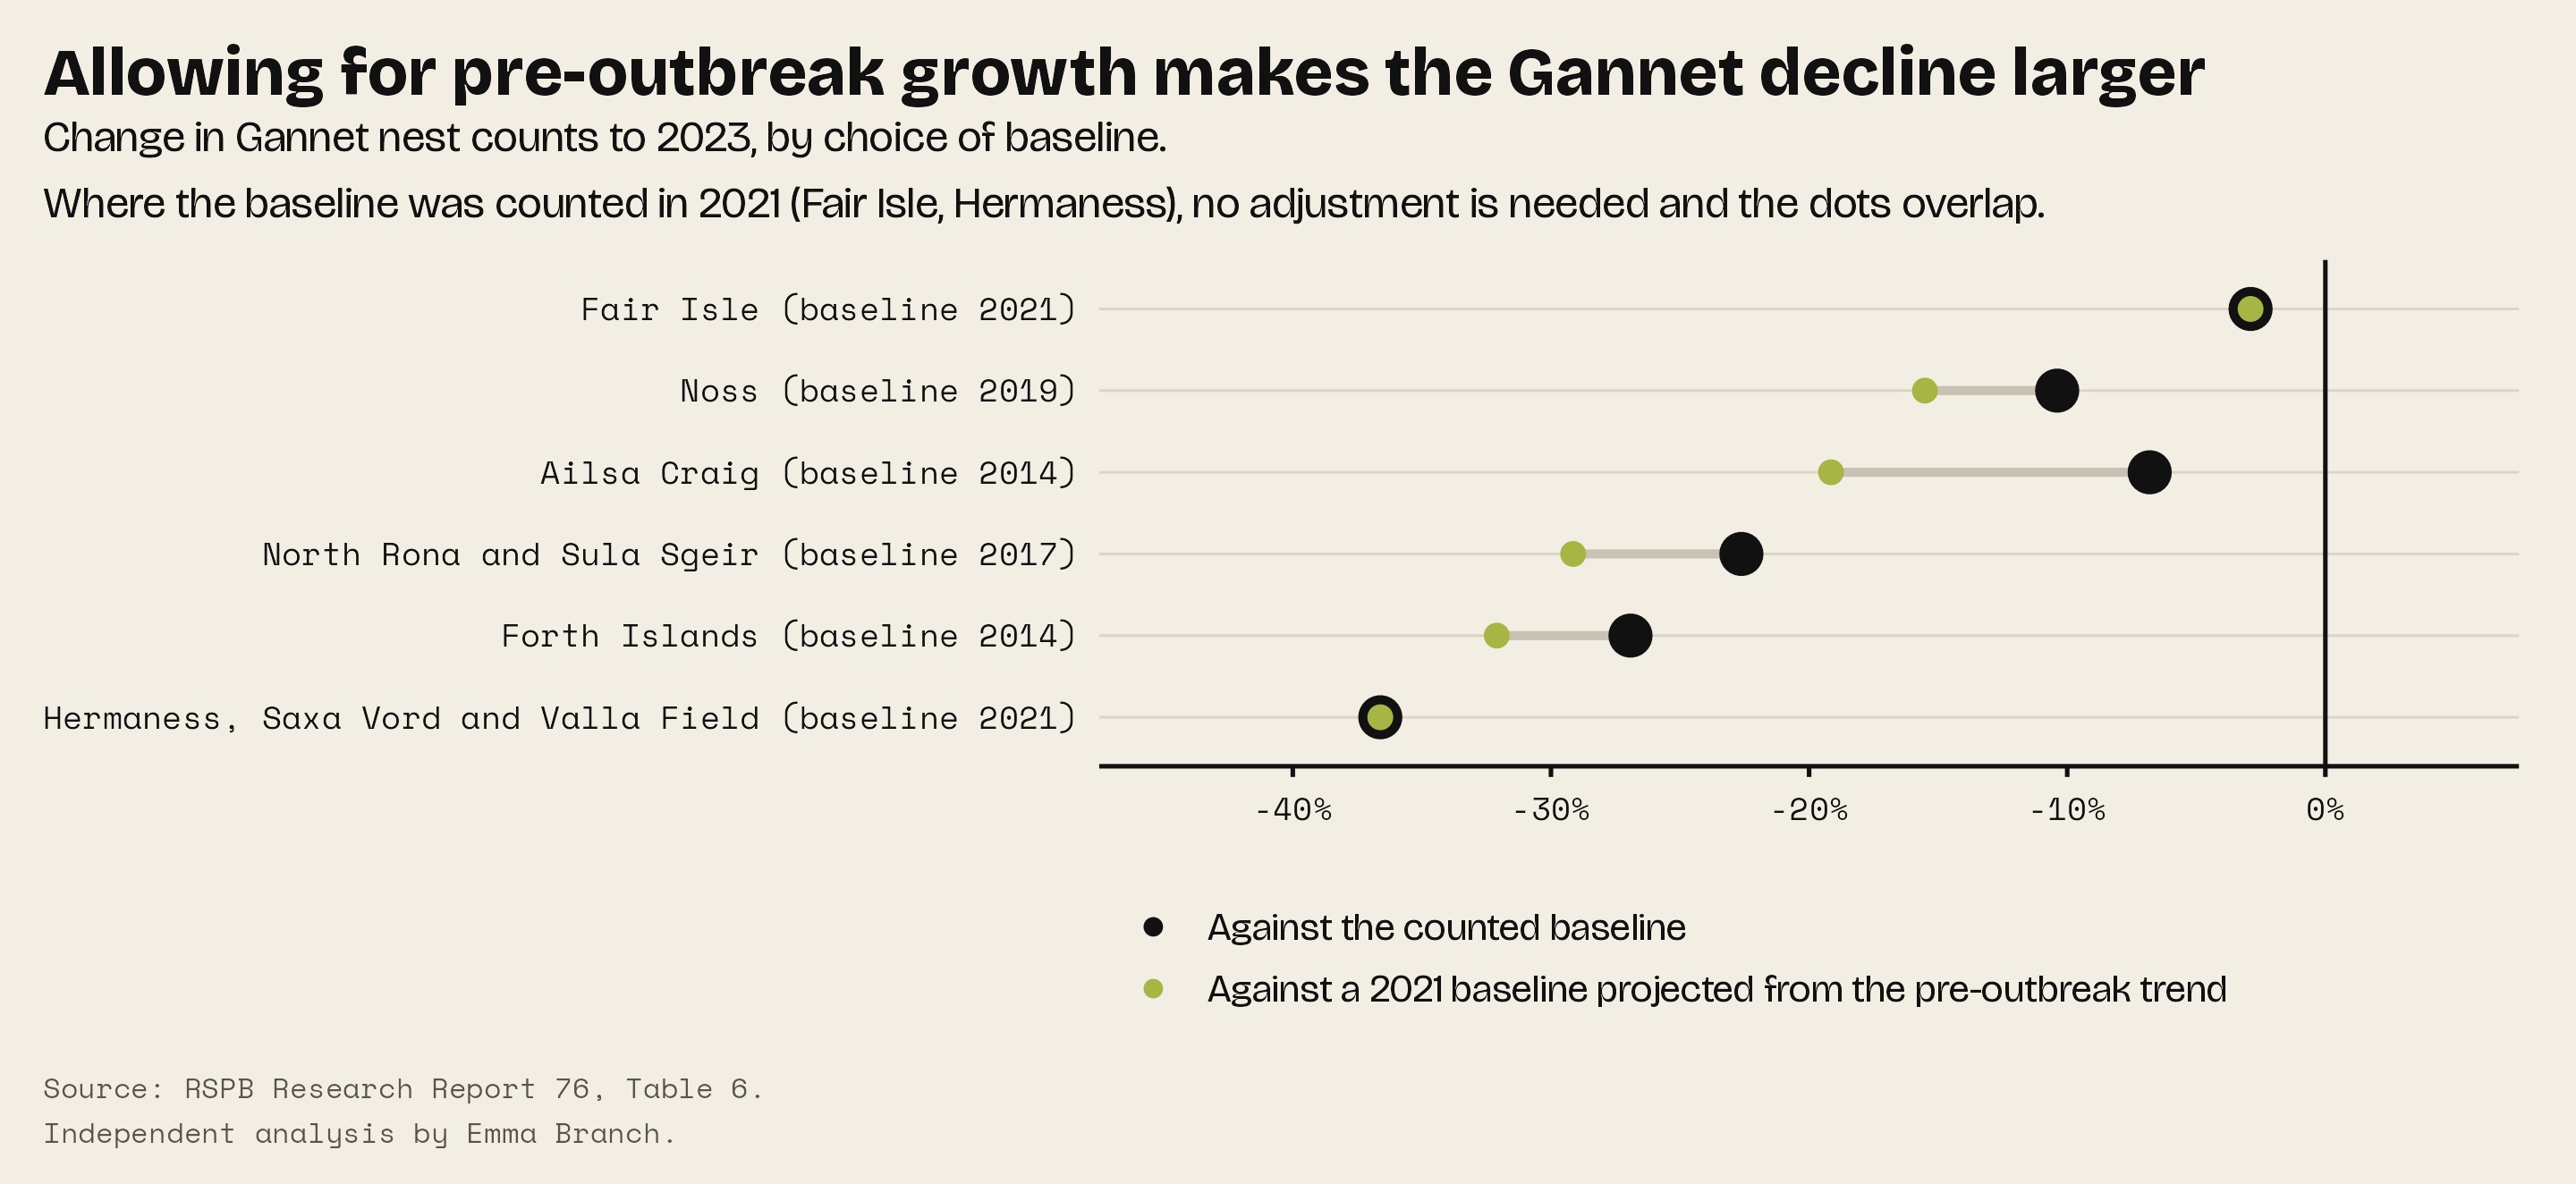 Allowing for pre-outbreak growth makes the Gannet decline larger
Change in Gannet nest counts to 2023, by choice of baseline.
Where the baseline was counted in 2021 (Fair Isle, Hermaness), no adjustment is needed and the dots overlap.
Fair Isle (baseline 2021)
Noss (baseline 2019)
Ailsa Craig (baseline 2014)
North Rona and Sula Sgeir (baseline 2017)
Forth Islands (baseline 2014)
Hermaness, Saxa Vord and Valla Field (baseline 2021)
-40% -30% -20% -10% 0%
Against the counted baseline
Against a 2021 baseline projected from the pre-outbreak trend
Source: RSPB Research Report 76, Table 6.
Independent analysis by Emma Branch.